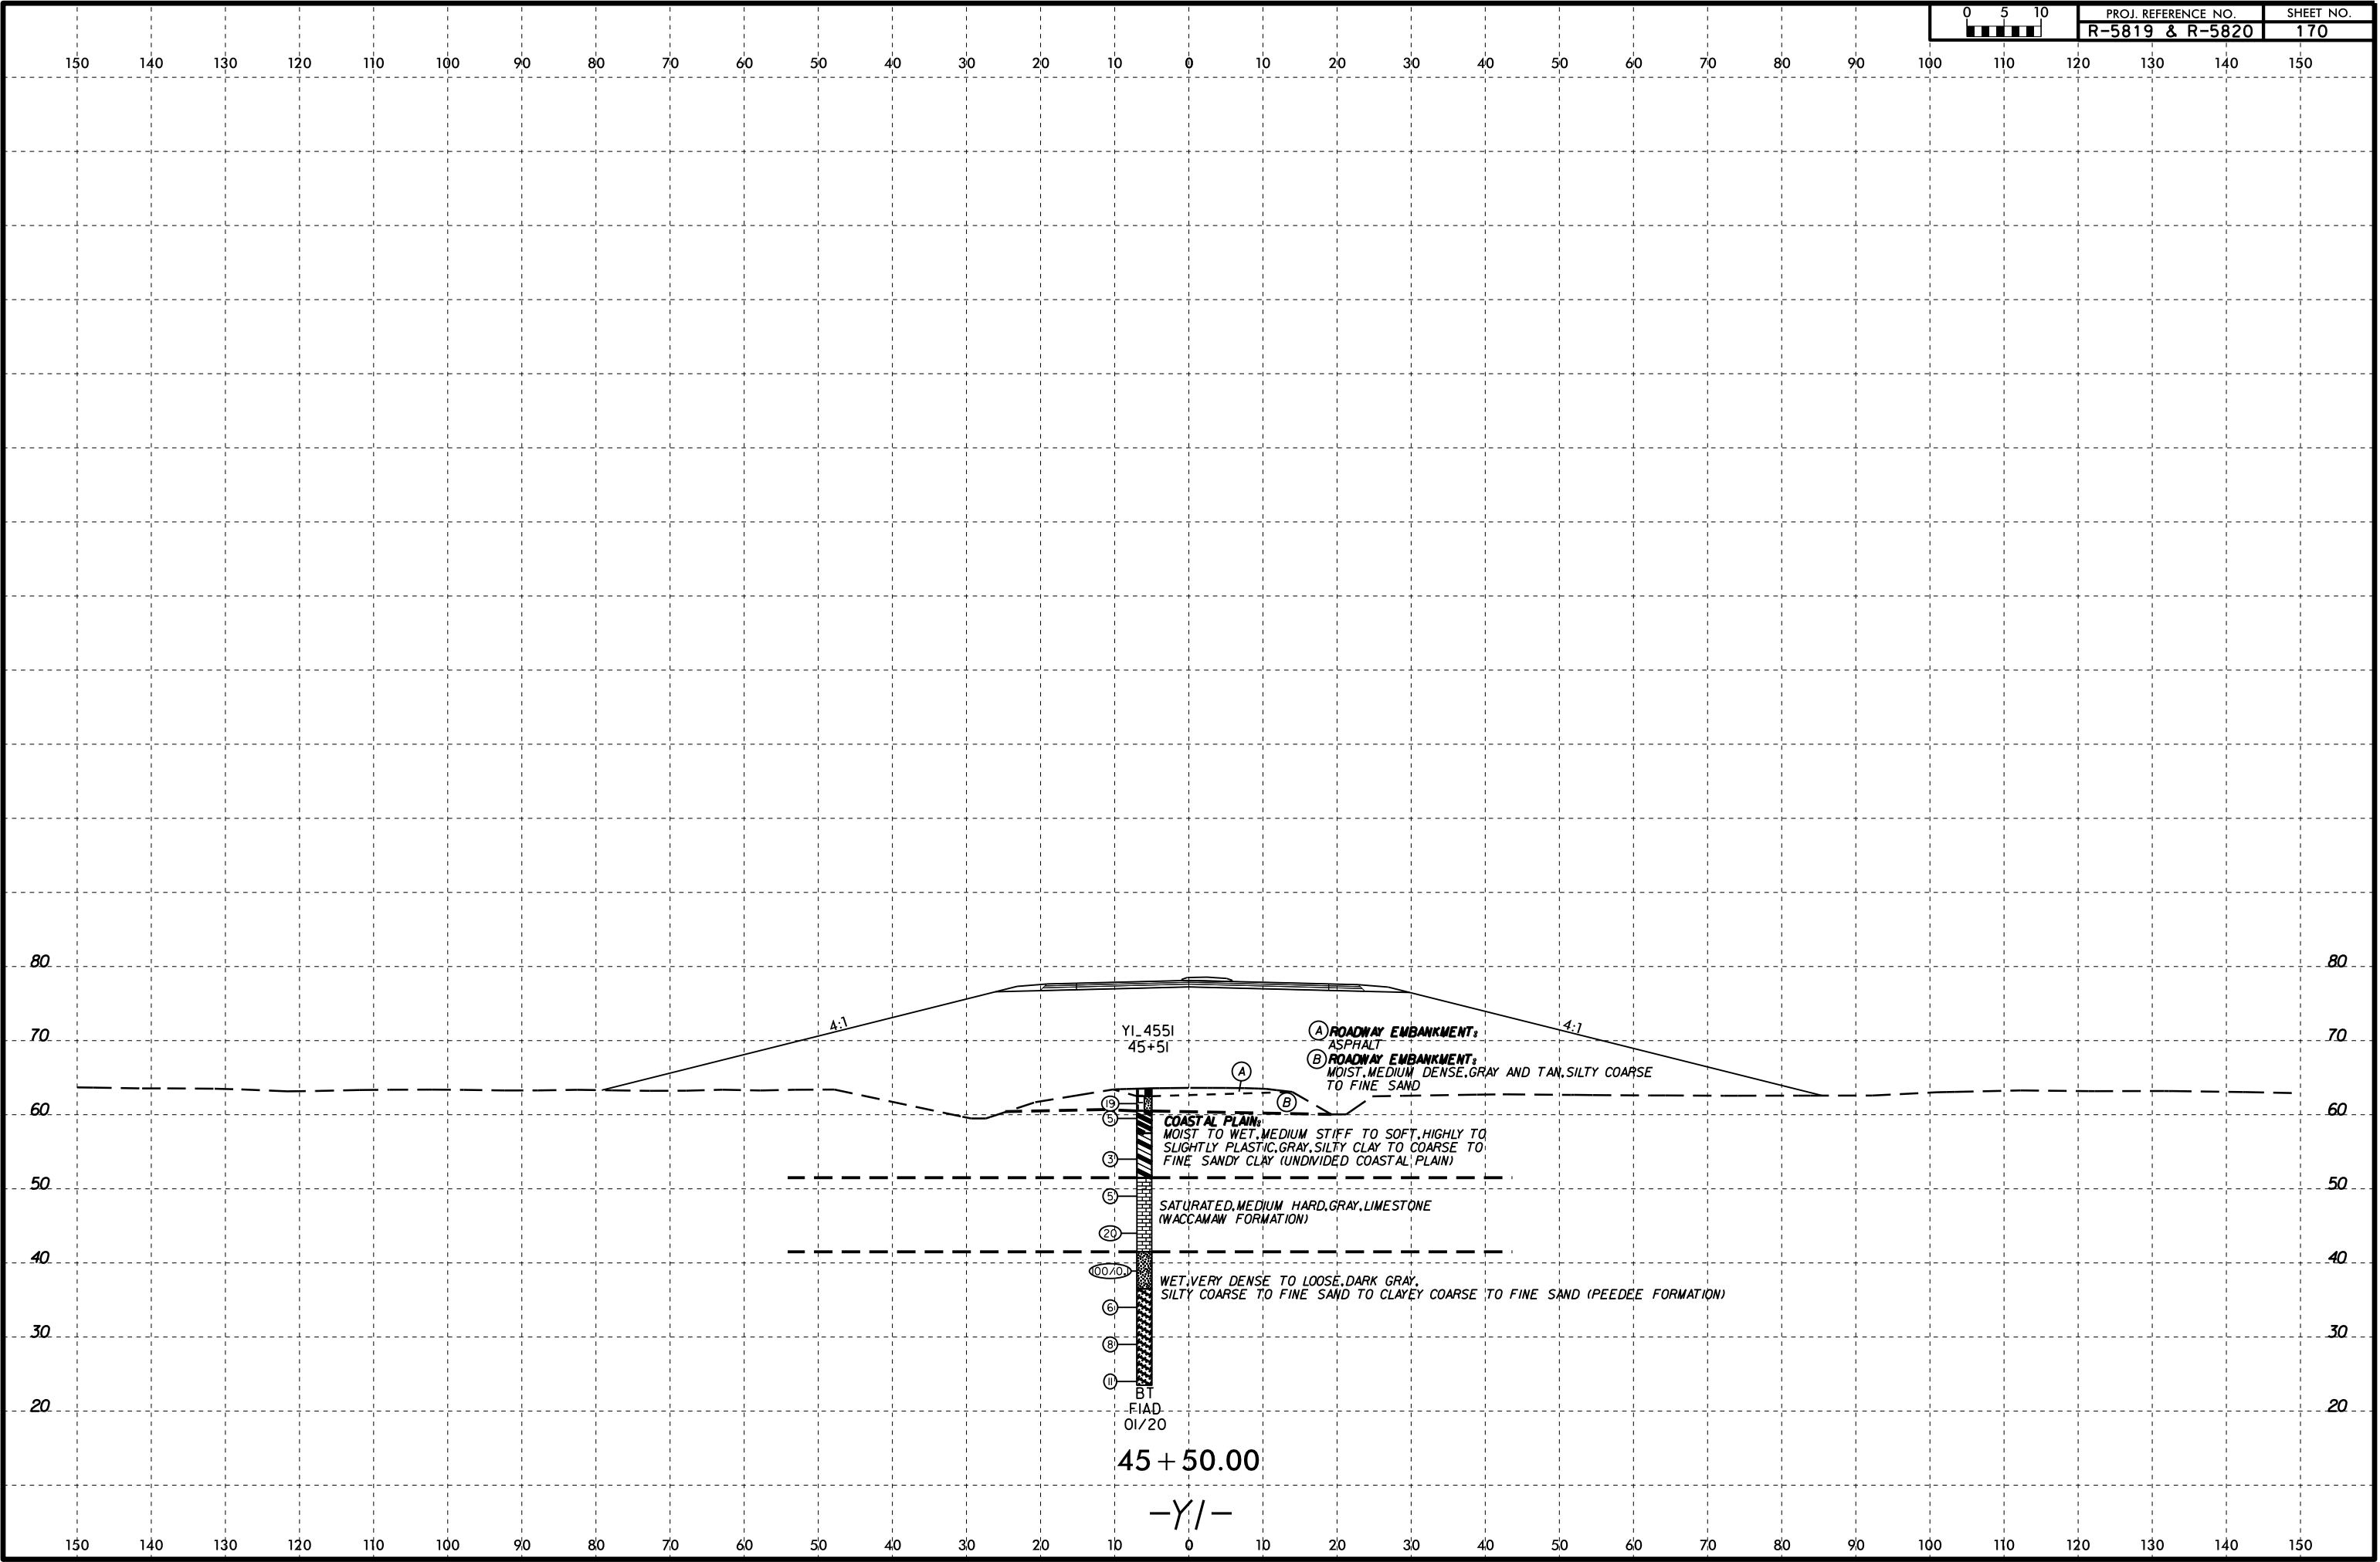 0 5 10
PROJ. REFERENCE NO. SHEET NO.
R-5819 & R-5820 170
150 140 130 120 110 100 90 80 70 60 50 40 30 20 10 0 10 20 30 40 50 60 70 80 90 100 110 120 130 140 150
80 80
4:1 4:1
70 70
Y1_4551
45+51
A ROADWAY EMBANKMENT:
ASPHALT
B ROADWAY EMBANKMENT:
MOIST, MEDIUM DENSE, GRAY AND TAN, SILTY COARSE
TO FINE SAND
A
B
19
60 60
5
COASTAL PLAIN:
MOIST TO WET, MEDIUM STIFF TO SOFT, HIGHLY TO
SLIGHTLY PLASTIC, GRAY, SILTY CLAY TO COARSE TO
FINE SANDY CLAY (UNDIVIDED COASTAL PLAIN)
3
50 50
5
SATURATED, MEDIUM HARD, GRAY, LIMESTONE
(WACCAMAW FORMATION)
20
40 40
100/0.1
WET, VERY DENSE TO LOOSE, DARK GRAY,
SILTY COARSE TO FINE SAND TO CLAYEY COARSE TO FINE SAND (PEEDEE FORMATION)
6
30 30
8
11
BT
FIAD
01/20
20 20
45+50.00
-Y1-
150 140 130 120 110 100 90 80 70 60 50 40 30 20 10 0 10 20 30 40 50 60 70 80 90 100 110 120 130 140 150